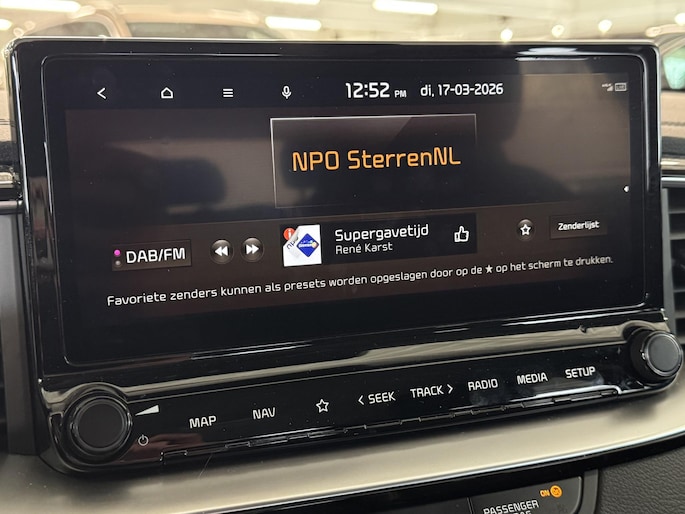 12:52 PM di, 17-03-2026
NPO SterrenNL
DAB/FM
Supergavetijd
René Karst
Zenderlijst
Favoriete zenders kunnen als presets worden opgeslagen door op de ★ op het scherm te drukken.
MAP NAV < SEEK TRACK > RADIO MEDIA SETUP
ON
PASSENGER